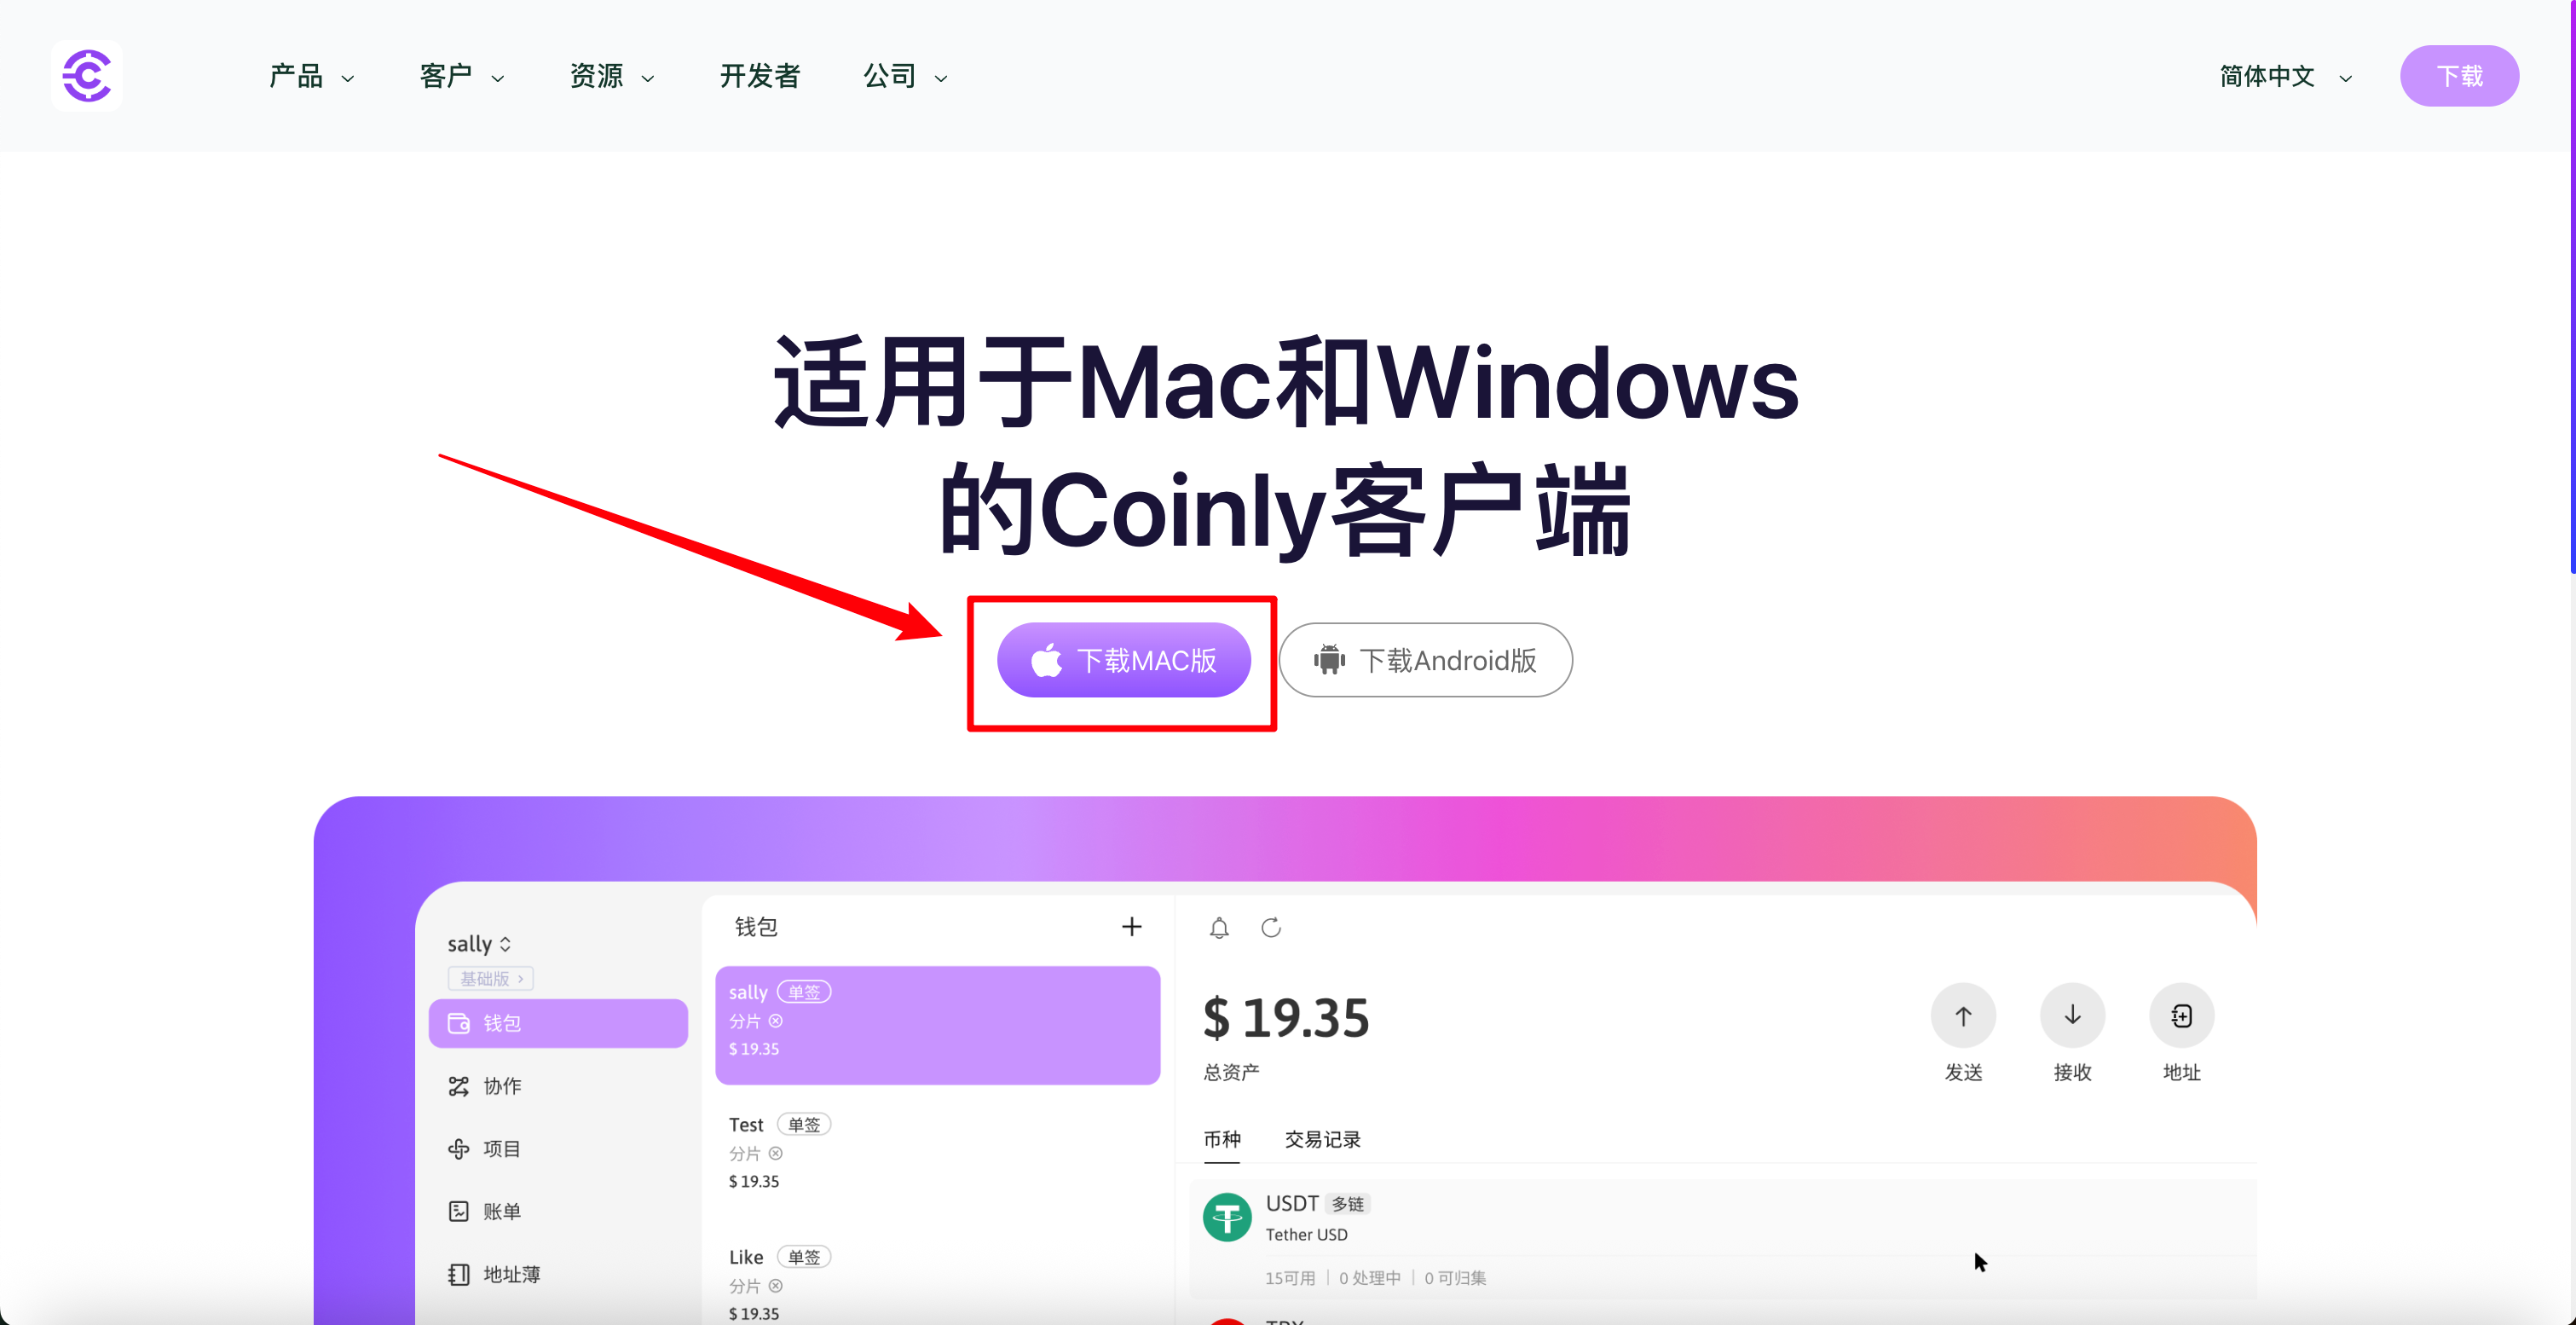 产品 客户 资源 开发者 公司 简体中文 下载
适用于Mac和Windows
的Coinly客户端
下载MAC版 下载Android版
sally
基础版
钱包
协作
项目
账单
地址薄
钱包
sally 单签
分片
$ 19.35
Test 单签
分片
$ 19.35
Like 单签
分片
$ 19.35
$ 19.35
总资产
发送 接收 地址
币种 交易记录
USDT 多链
Tether USD
15可用 0 处理中 0 可归集